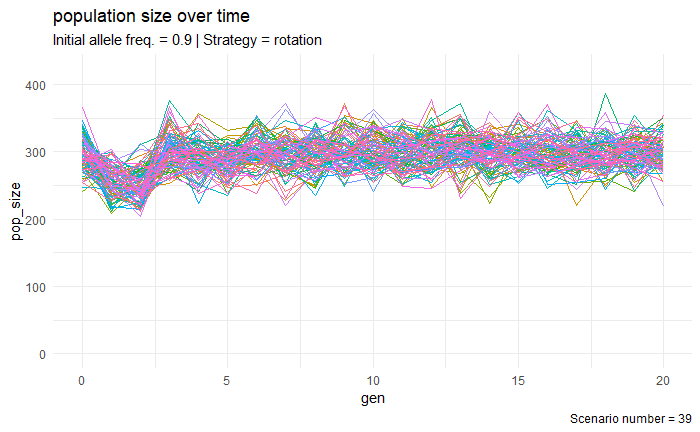 population size over time
Initial allele freq. = 0.9 | Strategy = rotation
400
300
200
100
0
pop_size
0 5 10 15 20
gen
Scenario number = 39